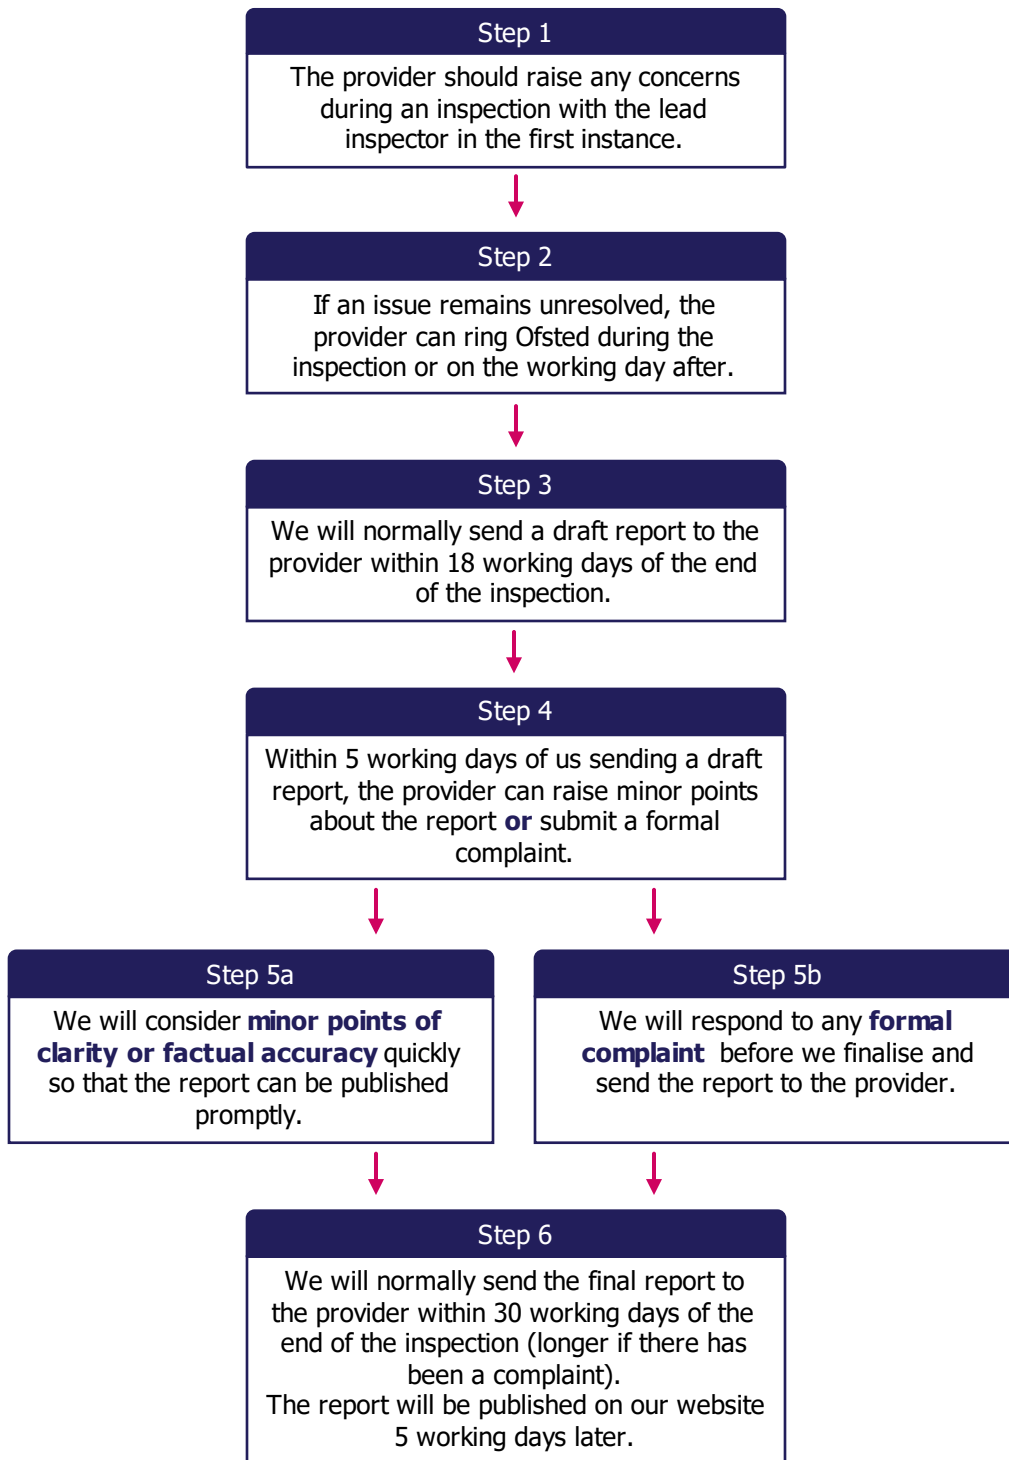 Step 1
The provider should raise any concerns
during an inspection with the lead
inspector in the first instance.
Step 2
If an issue remains unresolved, the
provider can ring Ofsted during the
inspection or on the working day after.
Step 3
We will normally send a draft report to the
provider within 18 working days of the end
of the inspection.
Step 4
Within 5 working days of us sending a draft
report, the provider can raise minor points
about the report or submit a formal
complaint.
Step 5a
We will consider minor points of
clarity or factual accuracy quickly
so that the report can be published
promptly.
Step 5b
We will respond to any formal
complaint before we finalise and
send the report to the provider.
Step 6
We will normally send the final report to
the provider within 30 working days of the
end of the inspection (longer if there has
been a complaint).
The report will be published on our website
5 working days later.